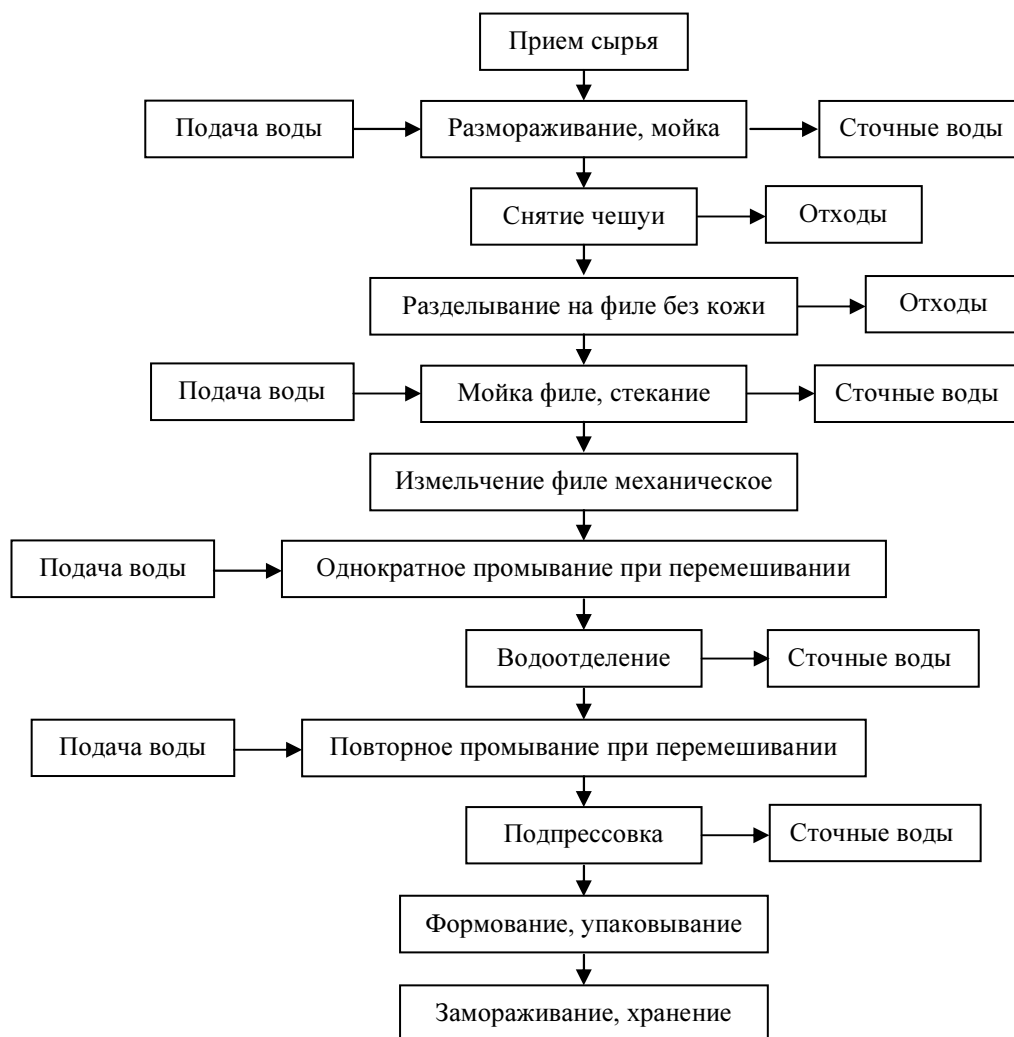 Прием сырья
Подача воды
Размораживание, мойка
Сточные воды
Снятие чешуи
Отходы
Разделывание на филе без кожи
Отходы
Подача воды
Мойка филе, стекание
Сточные воды
Измельчение филе механическое
Подача воды
Однократное промывание при перемешивании
Водоотделение
Сточные воды
Подача воды
Повторное промывание при перемешивании
Подпрессовка
Сточные воды
Формование, упаковывание
Замораживание, хранение